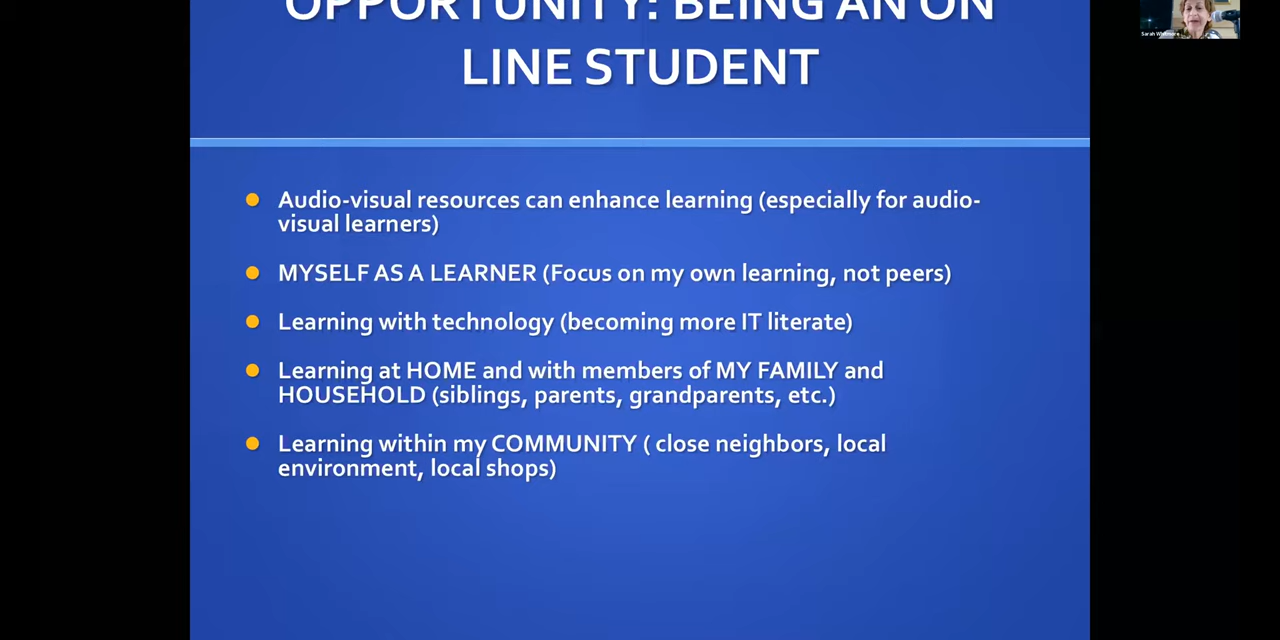 OPPORTUNITY: BEING AN ON
LINE STUDENT
Audio-visual resources can enhance learning (especially for audio-
visual learners)
MYSELF AS A LEARNER (Focus on my own learning, not peers)
Learning with technology (becoming more IT literate)
Learning at HOME and with members of MY FAMILY and
HOUSEHOLD (siblings, parents, grandparents, etc.)
Learning within my COMMUNITY ( close neighbors, local
environment, local shops)
Sarah